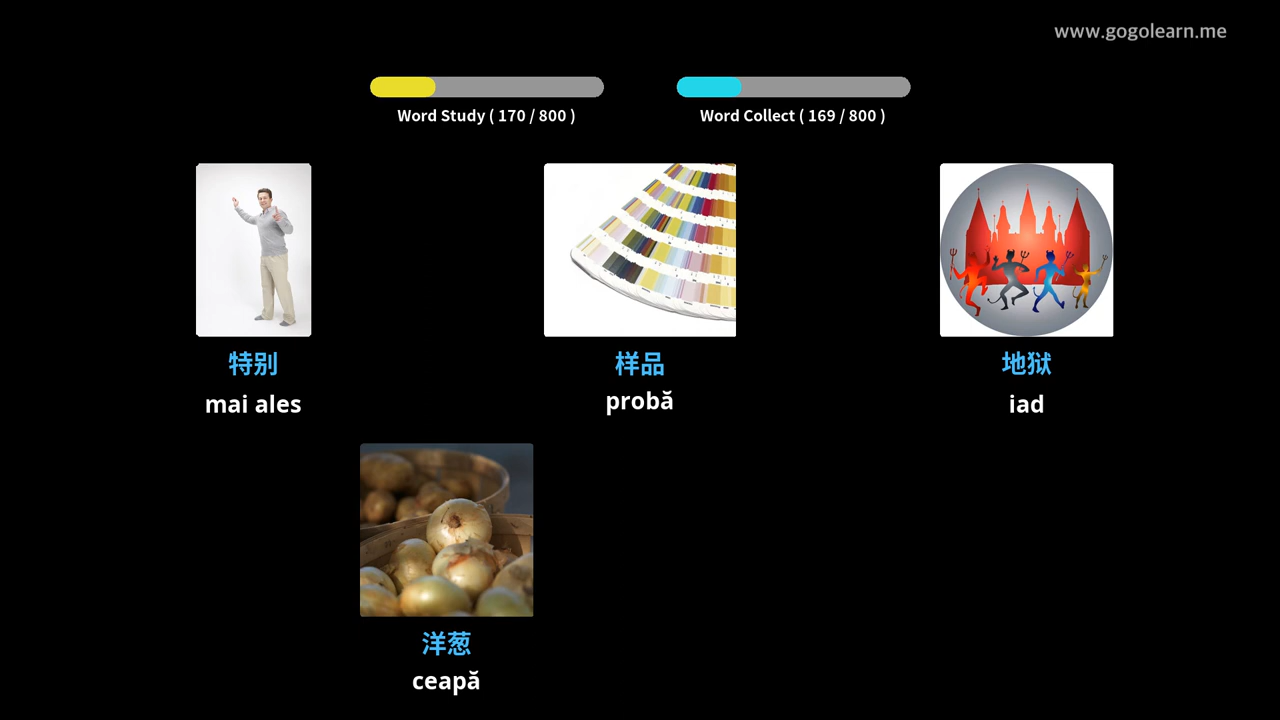 www.gogolearn.me
Word Study ( 170 / 800 )
Word Collect ( 169 / 800 )
特别
样品
地狱
mai ales
probă
iad
洋葱
ceapă